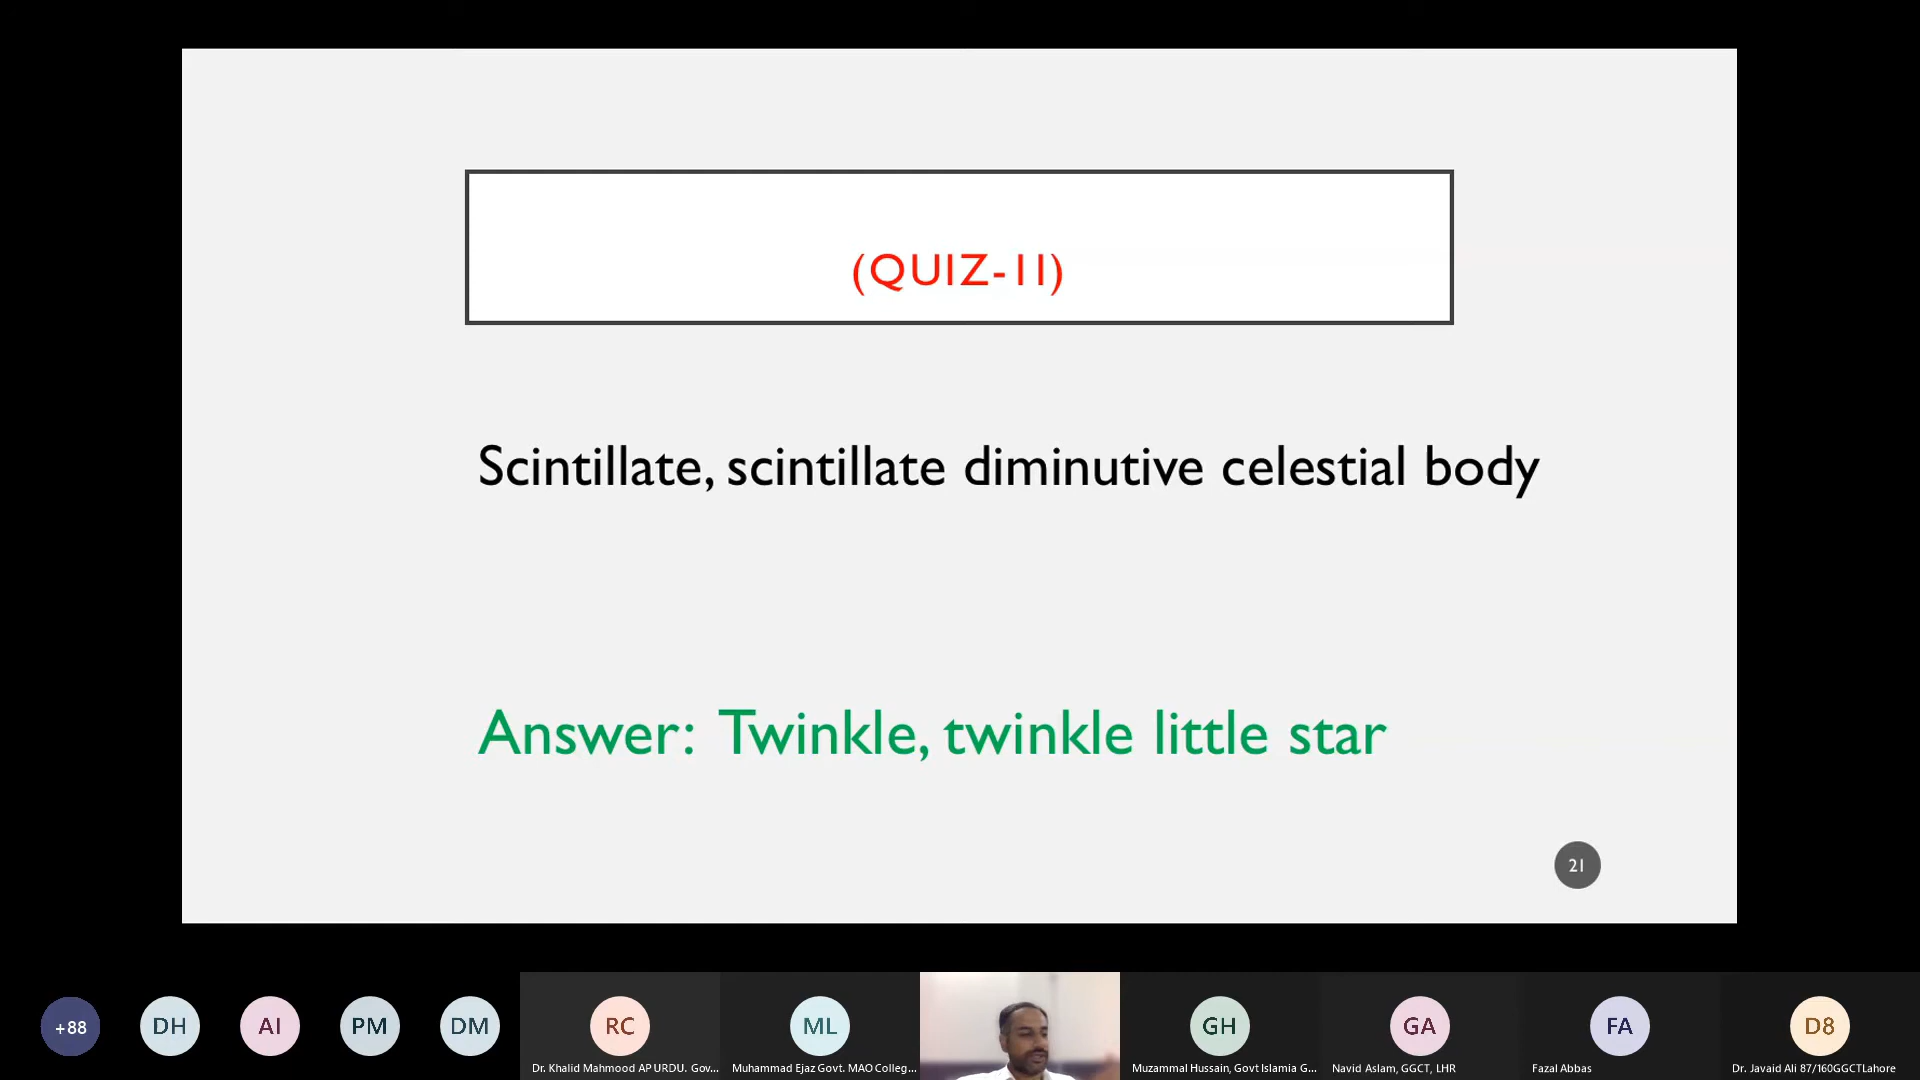 (QUIZ-11)
Scintillate, scintillate diminutive celestial body
Answer: Twinkle, twinkle little star
21
+88
DH
AI
PM
DM
RC
ML
GH
GA
FA
D8
Dr. Khalid Mahmood AP URDU. Gov...
Muhammad Ejaz Govt. MAO Colleg...
Muzammal Hussain, Govt Islamia G...
Navid Aslam, GGCT, LHR
Fazal Abbas
Dr. Javaid Ali 87/160GGCTLahore